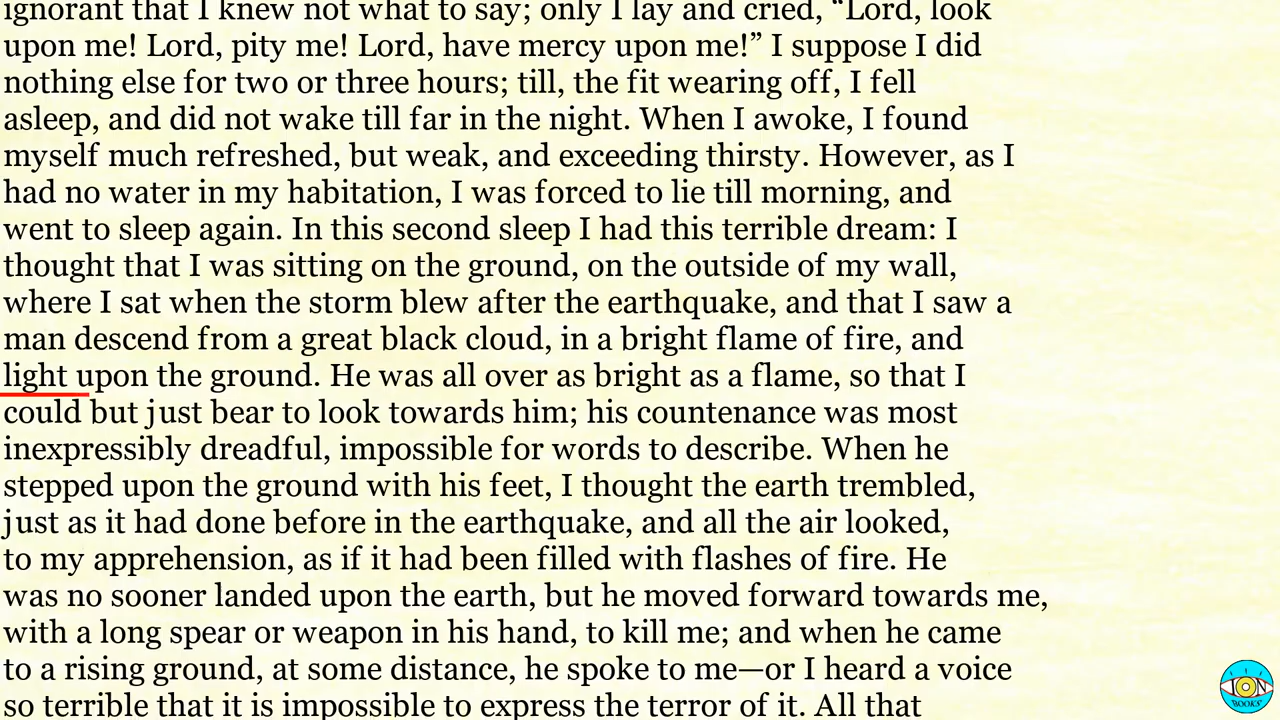 ignorant that I knew not what to say; only I lay and cried, “Lord, look
upon me! Lord, pity me! Lord, have mercy upon me!” I suppose I did
nothing else for two or three hours; till, the fit wearing off, I fell
asleep, and did not wake till far in the night. When I awoke, I found
myself much refreshed, but weak, and exceeding thirsty. However, as I
had no water in my habitation, I was forced to lie till morning, and
went to sleep again. In this second sleep I had this terrible dream: I
thought that I was sitting on the ground, on the outside of my wall,
where I sat when the storm blew after the earthquake, and that I saw a
man descend from a great black cloud, in a bright flame of fire, and
light upon the ground. He was all over as bright as a flame, so that I
could but just bear to look towards him; his countenance was most
inexpressibly dreadful, impossible for words to describe. When he
stepped upon the ground with his feet, I thought the earth trembled,
just as it had done before in the earthquake, and all the air looked,
to my apprehension, as if it had been filled with flashes of fire. He
was no sooner landed upon the earth, but he moved forward towards me,
with a long spear or weapon in his hand, to kill me; and when he came
to a rising ground, at some distance, he spoke to me—or I heard a voice
so terrible that it is impossible to express the terror of it. All that
ION
BOOKS